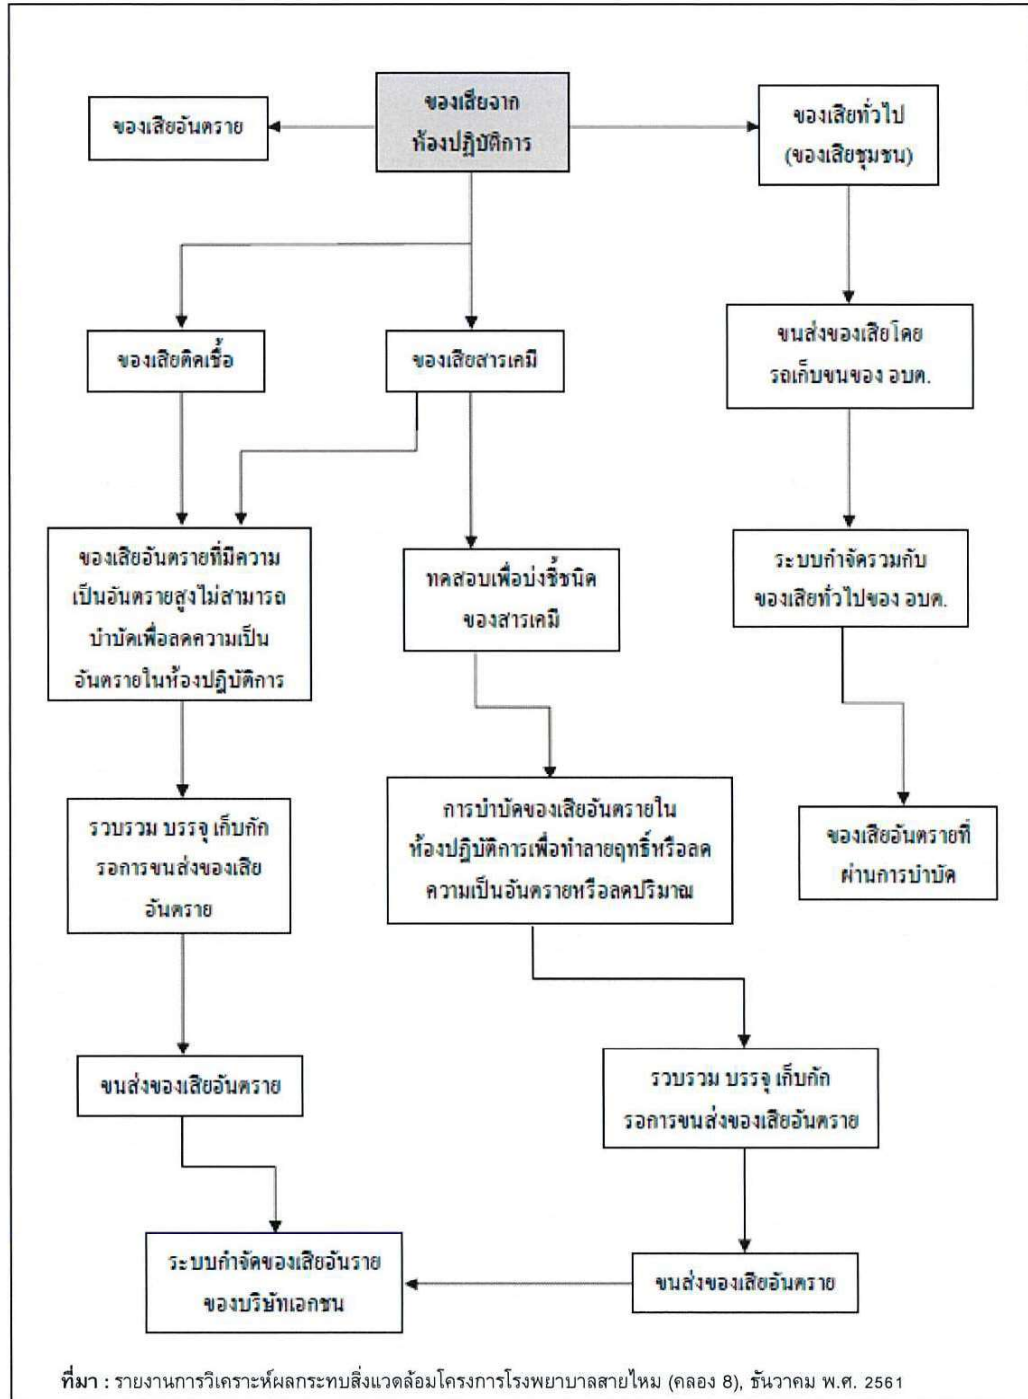 ของเสียจาก
ห้องปฏิบัติการ
ของเสียอันตราย
ของเสียทั่วไป
(ของเสียชุมชน)
ของเสียติดเชื้อ
ของเสียสารเคมี
ขนส่งของเสียโดย
รถเก็บขนของ อบต.
ของเสียอันตรายที่มีความ
เป็นอันตรายสูงไม่สามารถ
บำบัดเพื่อลดความเป็น
อันตรายในห้องปฏิบัติการ
ทดสอบเพื่อบ่งชี้ชนิด
ของสารเคมี
ระบบกำจัดรวมกับ
ของเสียทั่วไปของ อบต.
รวบรวม บรรจุ เก็บกัก
รอการขนส่งของเสีย
อันตราย
การบำบัดของเสียอันตรายใน
ห้องปฏิบัติการเพื่อทำลายฤทธิ์หรือลด
ความเป็นอันตรายหรือลดปริมาณ
ของเสียอันตรายที่
ผ่านการบำบัด
ขนส่งของเสียอันตราย
รวบรวม บรรจุ เก็บกัก
รอการขนส่งของเสียอันตราย
ระบบกำจัดของเสียอันราย
ของบริษัทเอกชน
ขนส่งของเสียอันตราย
ที่มา : รายงานการวิเคราะห์ผลกระทบสิ่งแวดล้อมโครงการโรงพยาบาลสายไหม (คลอง 8), ธันวาคม พ.ศ. 2561